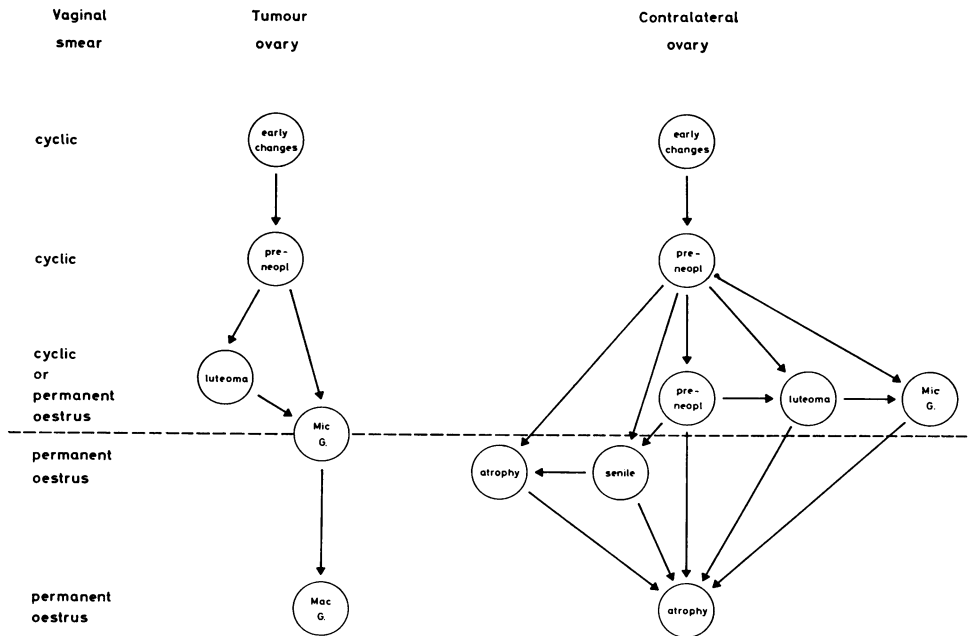 Vaginal
smear
Tumour
ovary
Contralateral
ovary
cyclic
early
changes
early
changes
cyclic
pre-
neopl
pre-
neopl
cyclic
or
permanent
oestrus
luteoma
Mic
G.
pre-
neopl
luteoma
Mic
G.
permanent
oestrus
atrophy
senile
permanent
oestrus
Mac
G.
atrophy